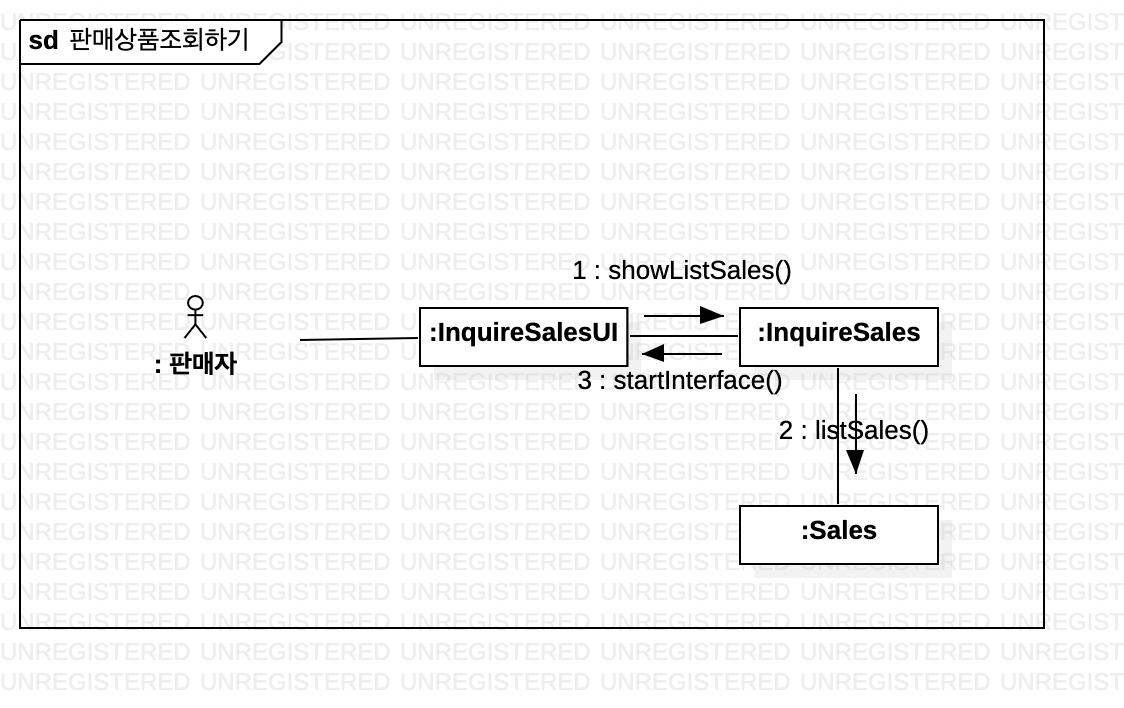 sd 판매상품조회하기
1 : showListSales()
: 판매자
:InquireSalesUI
:InquireSales
3 : startInterface()
2 : listSales()
:Sales
UNREGISTERED